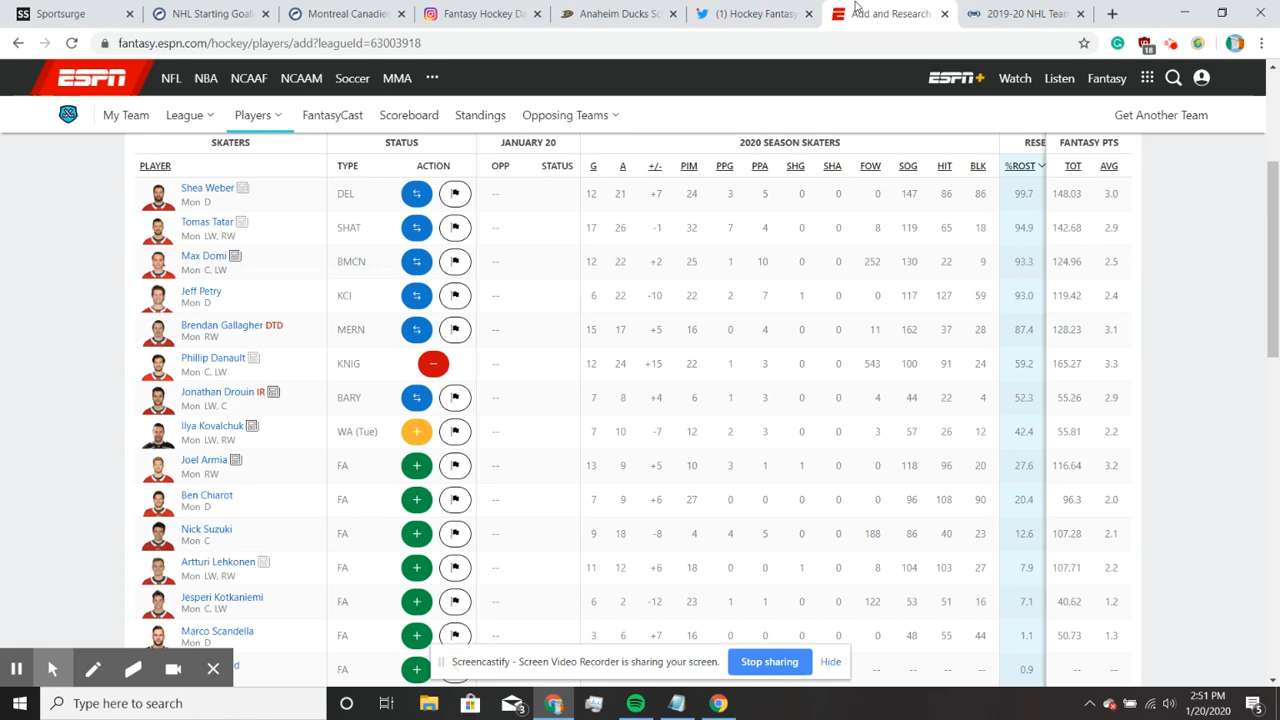 Sportsurge NHL Starting Goali Montreal Canadie Fantasy Hockey Da Anaheim Ducks Sc (1) Hockey Fantasy Add and Research 2019-20 NHL Team
fantasy.espn.com/hockey/players/add?leagueId=63003918 18
ESPN NFL NBA NCAAF NCAAM Soccer MMA ESPN+ Watch Listen Fantasy
My Team League Players FantasyCast Scoreboard Standings Opposing Teams Get Another Team
SKATERS STATUS JANUARY 20 2020 SEASON SKATERS RESE FANTASY PTS
PLAYER TYPE ACTION OPP STATUS G A +/- PIM PPG PPA SHG SHA FOW SOG HIT BLK %ROST TOT AVG
Shea Weber Mon D DEL -- 12 21 +7 24 3 5 0 0 0 147 86 86 99.7 148.03 3.0
Tomas Tatar Mon LW, RW SHAT -- 17 26 -1 32 7 4 0 0 8 119 65 18 94.9 142.68 2.9
Max Domi Mon C, LW BMCN -- 12 22 +2 25 1 10 0 0 252 130 22 9 93.3 124.96 2.5
Jeff Petry Mon D KCI -- 6 22 -10 22 2 7 1 0 0 117 127 59 93.0 119.42 2.4
Brendan Gallagher DTD Mon RW MERN -- 15 17 +5 16 0 4 0 0 11 162 37 28 87.4 128.23 3.1
Phillip Danault Mon C, LW KNIG -- 12 24 +15 22 1 3 0 0 543 100 91 24 59.2 165.27 3.3
Jonathan Drouin IR Mon LW, C BARY -- 7 8 +4 6 1 3 0 0 4 44 22 4 52.3 55.26 2.9
Ilya Kovalchuk Mon LW, RW WA (Tue) -- 7 10 -7 12 2 3 0 0 3 57 26 12 42.4 55.81 2.2
Joel Armia Mon RW FA -- 13 9 +5 10 3 1 1 0 0 118 96 20 27.6 116.64 3.2
Ben Chiarot Mon D FA -- 7 9 +6 27 0 0 0 0 0 96 108 90 20.4 96.3 2.0
Nick Suzuki Mon C FA -- 9 18 -8 4 4 5 0 0 188 86 40 23 12.6 107.28 2.1
Artturi Lehkonen Mon LW, RW FA -- 11 12 +6 18 0 0 1 0 8 104 103 27 7.9 107.71 2.2
Jesperi Kotkaniemi Mon C, LW FA -- 6 2 -12 23 1 1 0 0 122 53 51 16 7.1 40.62 1.2
Marco Scandella Mon D FA -- 3 6 +7 16 0 0 0 0 0 48 55 44 1.1 50.73 1.3
d FA -- -- -- 0.9 -- --
Screencastify - Screen Video Recorder is sharing your screen. Stop sharing Hide
Type here to search 3 2:51 PM
1/20/2020 5